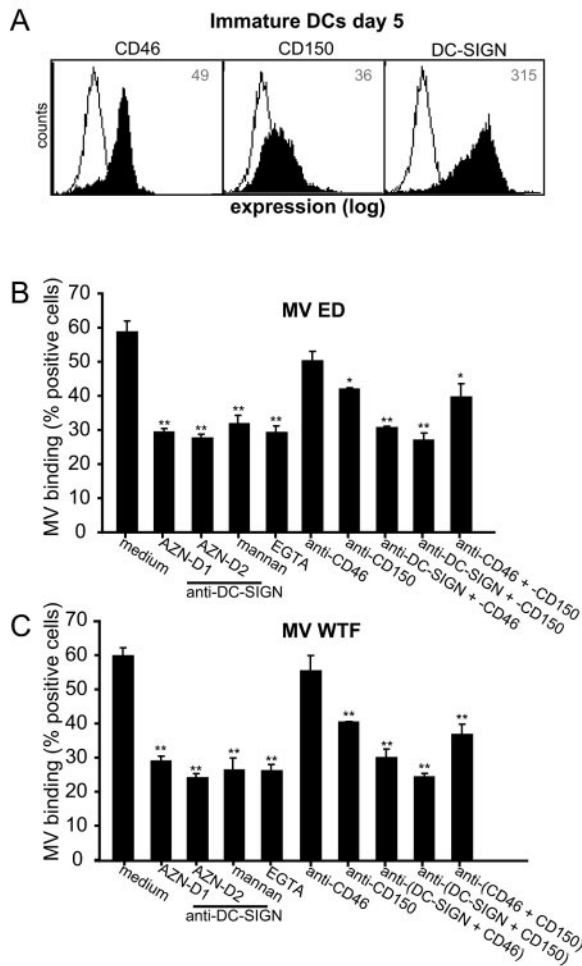 A
Immature DCs day 5
CD46
CD150
DC-SIGN
49
36
315
counts
expression (log)
B
MV ED
MV binding (% positive cells)
70
60
50
40
30
20
10
0
**
**
**
**
*
**
**
*
medium
AZN-D1
AZN-D2
mannan
EGTA
anti-CD46
anti-CD150
anti-DC-SIGN + -CD46
anti-DC-SIGN + -CD150
anti-CD46 + -CD150
anti-DC-SIGN
C
MV WTF
MV binding (% positive cells)
70
60
50
40
30
20
10
0
**
**
**
**
**
**
**
**
medium
AZN-D1
AZN-D2
mannan
EGTA
anti-CD46
anti-CD150
anti-(DC-SIGN + CD46)
anti-(DC-SIGN + CD150)
anti-(CD46 + CD150)
anti-DC-SIGN